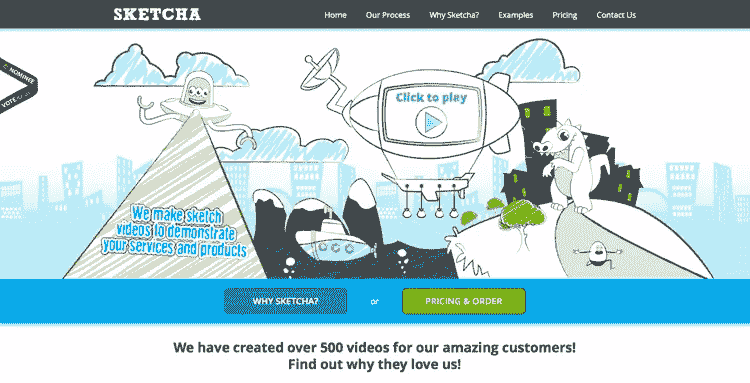 SKETCHA
Home Our Process Why Sketcha? Examples Pricing Contact Us
NOMINEE
VOTE
Click to play
We make sketch
videos to demonstrate
your services and products
WHY SKETCHA? or PRICING & ORDER
We have created over 500 videos for our amazing customers!
Find out why they love us!